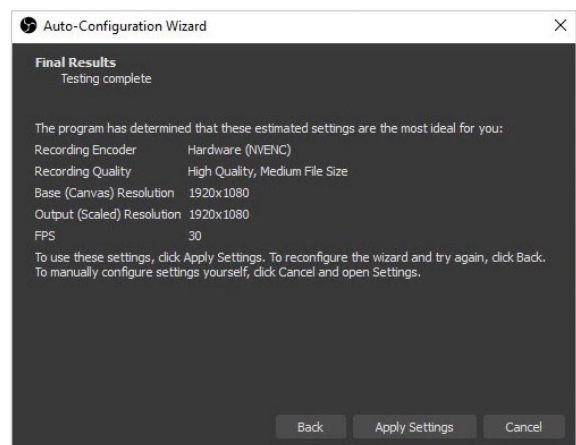 Auto-Configuration Wizard
Final Results
Testing complete
The program has determined that these estimated settings are the most ideal for you:
Recording Encoder Hardware (NVENC)
Recording Quality High Quality, Medium File Size
Base (Canvas) Resolution 1920x1080
Output (Scaled) Resolution 1920x1080
FPS 30
To use these settings, click Apply Settings. To reconfigure the wizard and try again, click Back.
To manually configure settings yourself, click Cancel and open Settings.
Back Apply Settings Cancel